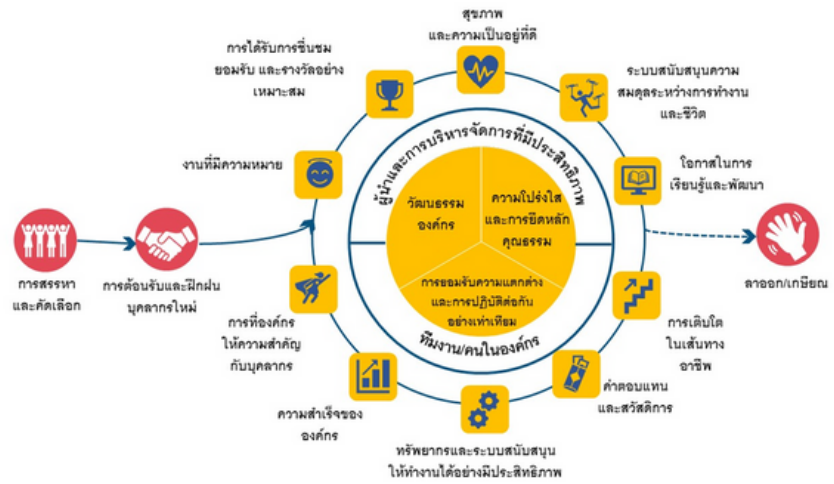 สุขภาพ
และความเป็นอยู่ที่ดี
การได้รับการชื่นชม
ยอมรับ และรางวัลอย่าง
เหมาะสม
ระบบสนับสนุนความ
สมดุลระหว่างการทำงาน
และชีวิต
งานที่มีความหมาย
โอกาสในการ
เรียนรู้และพัฒนา
ผู้นำและการบริหารจัดการที่มีประสิทธิภาพ
วัฒนธรรม
องค์กร
ความโปร่งใส
และการยึดหลัก
คุณธรรม
การยอมรับความแตกต่าง
และการปฏิบัติต่อกัน
อย่างเท่าเทียม
ทีมงาน/คนในองค์กร
การสรรหา
และคัดเลือก
การต้อนรับและฝึกฝน
บุคลากรใหม่
ลาออก/เกษียณ
การที่องค์กร
ให้ความสำคัญ
กับบุคลากร
การเติบโต
ในเส้นทาง
อาชีพ
ความสำเร็จของ
องค์กร
ค่าตอบแทน
และสวัสดิการ
ทรัพยากรและระบบสนับสนุน
ให้ทำงานได้อย่างมีประสิทธิภาพ